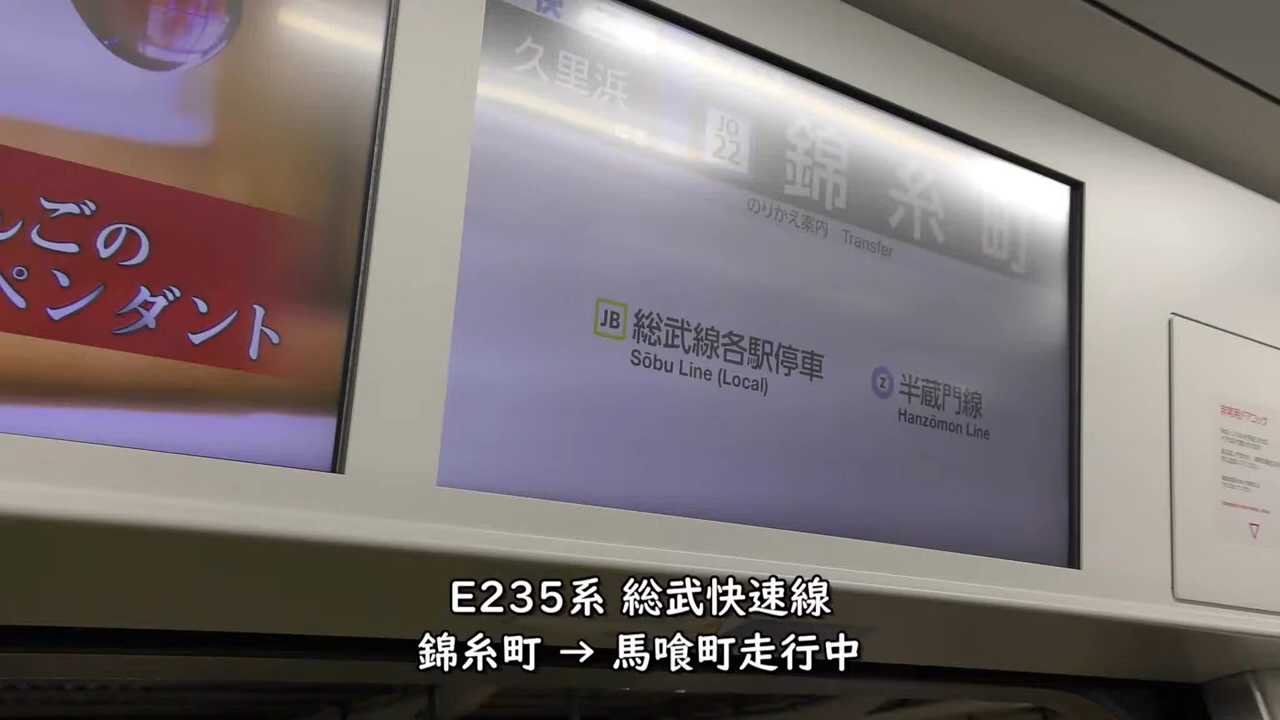 んごの
ペンダント
快
久里浜
JO
22
錦糸町
のりかえ案内 Transfer
JB 総武線各駅停車
Sōbu Line (Local)
Z 半蔵門線
Hanzōmon Line
E235系 総武快速線
錦糸町 → 馬喰町走行中